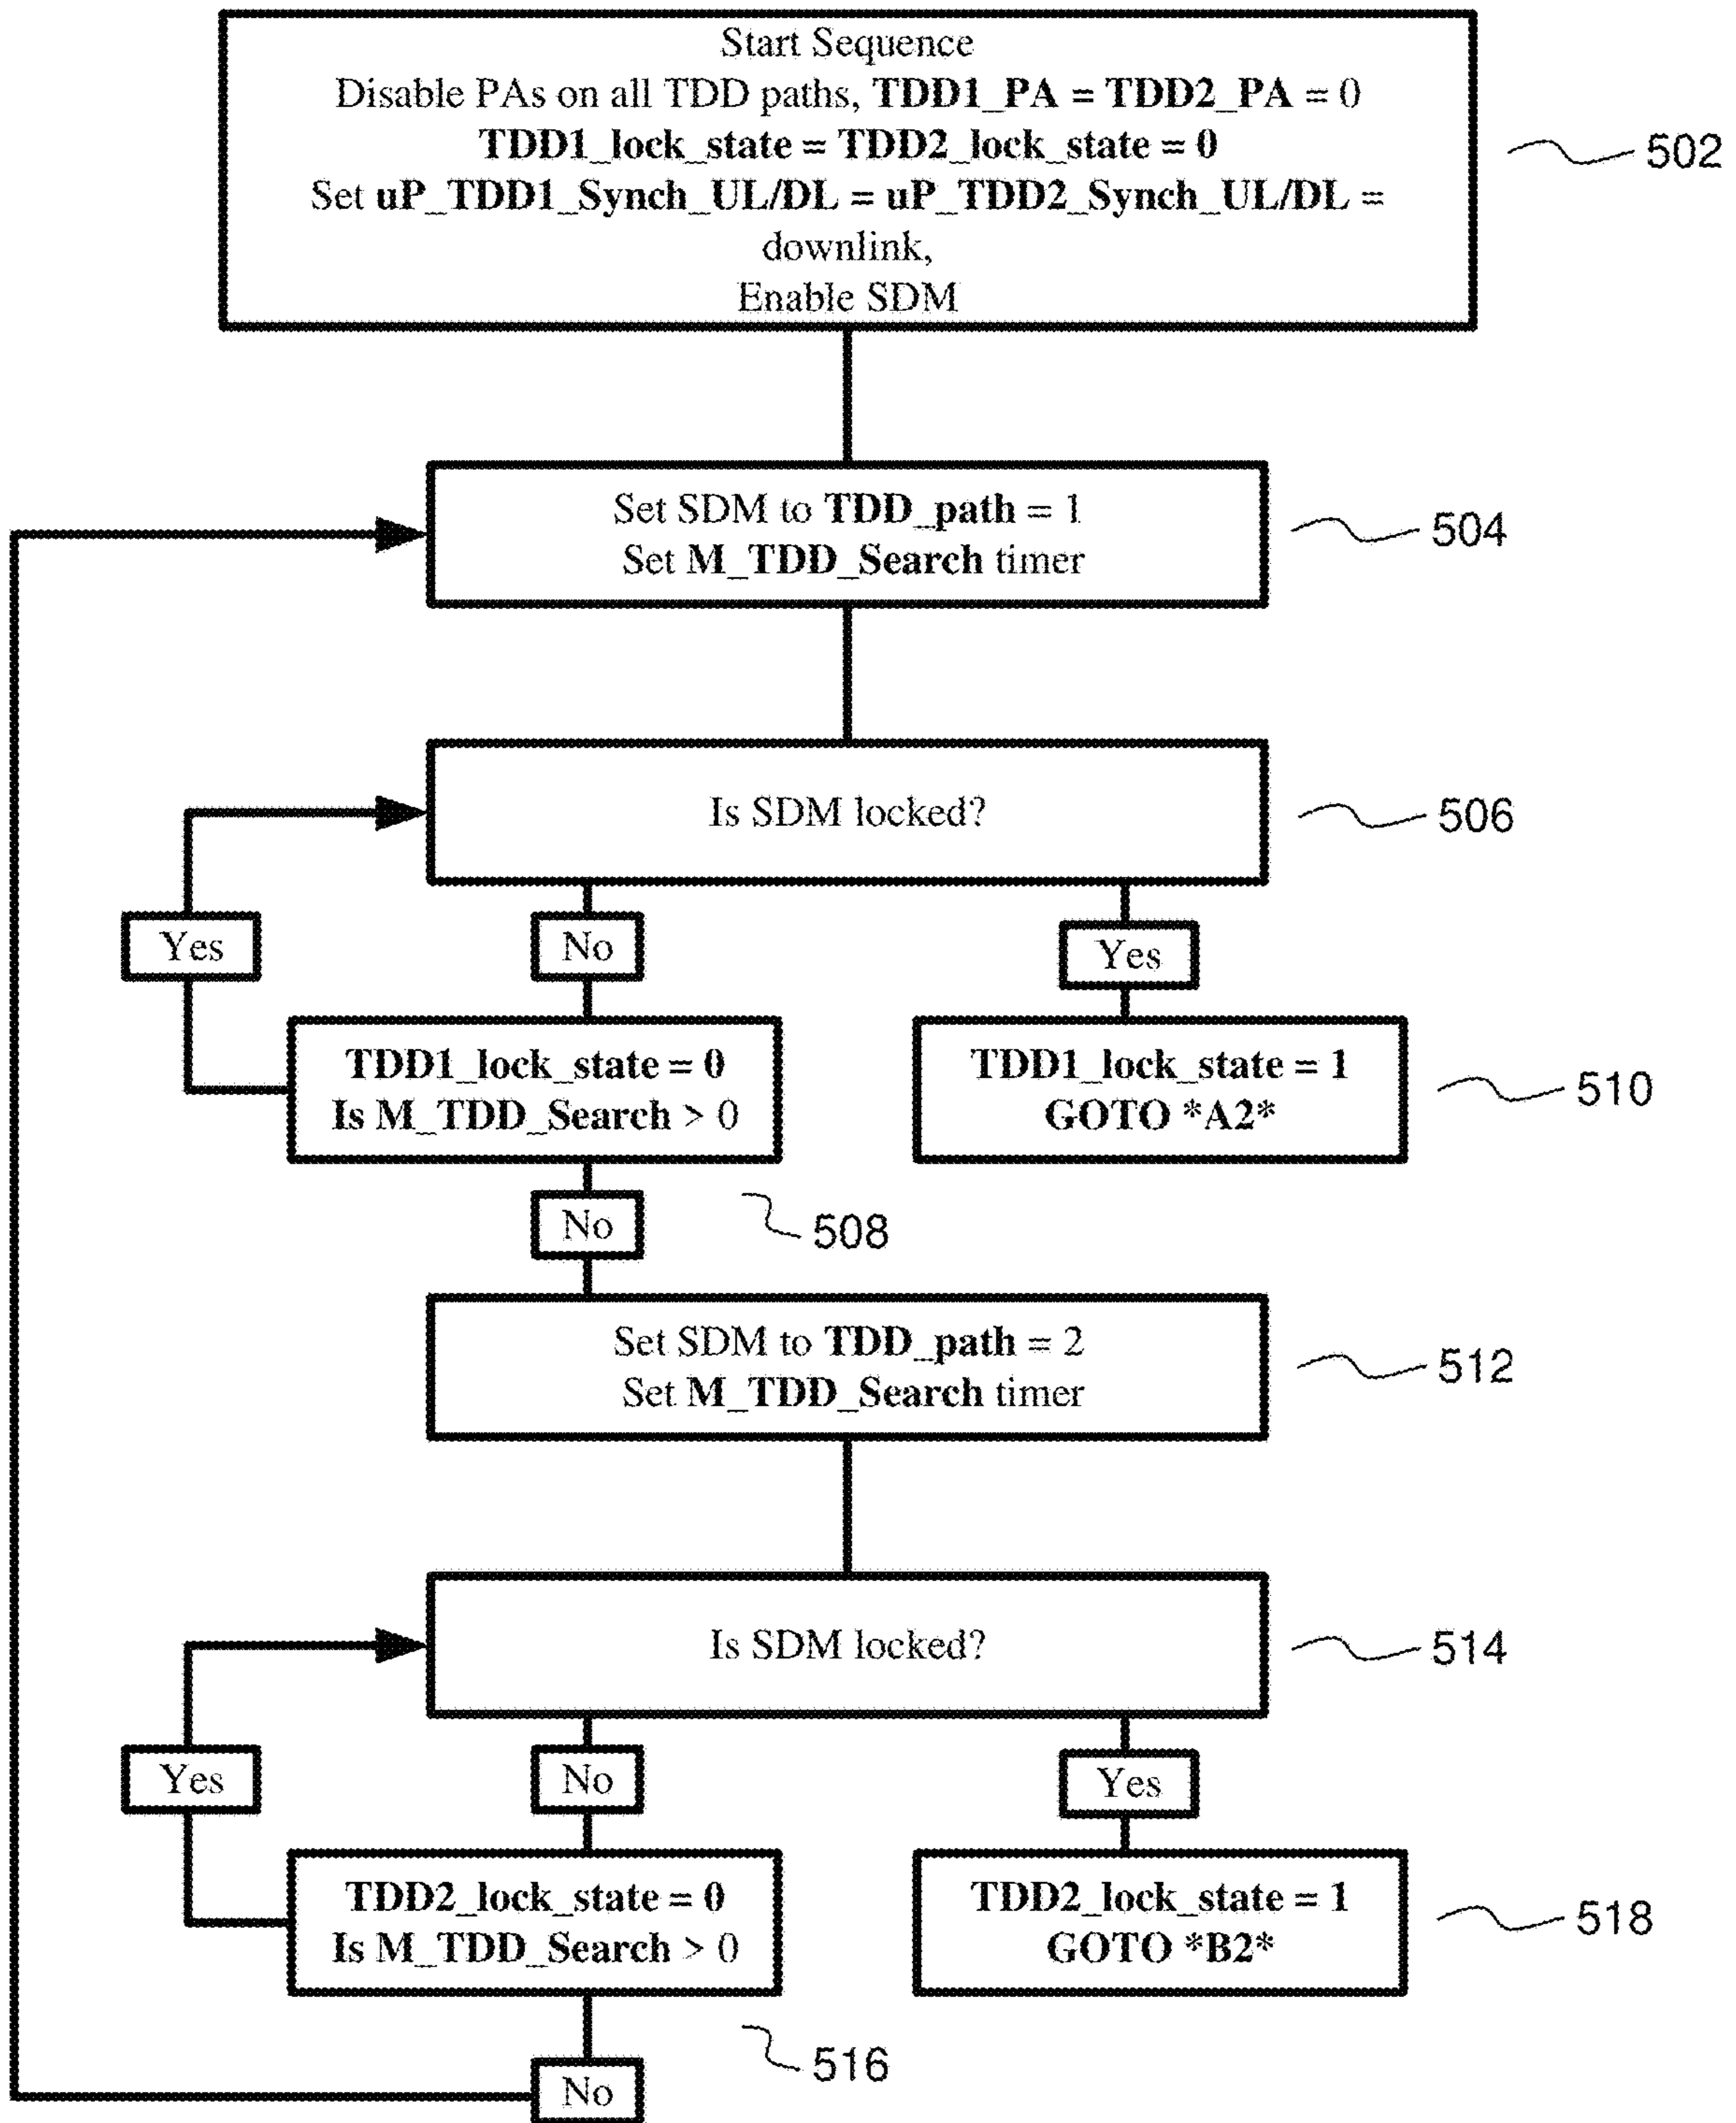 Start Sequence
Disable PAs on all TDD paths, TDD1_PA = TDD2_PA = 0
TDD1_lock_state = TDD2_lock_state = 0
Set uP_TDD1_Synch_UL/DL = uP_TDD2_Synch_UL/DL =
downlink,
Enable SDM
502
Set SDM to TDD_path = 1
Set M_TDD_Search timer
504
Is SDM locked?
506
Yes
No
Yes
TDD1_lock_state = 0
Is M_TDD_Search > 0
TDD1_lock_state = 1
GOTO *A2*
510
508
No
Set SDM to TDD_path = 2
Set M_TDD_Search timer
512
Is SDM locked?
514
Yes
No
Yes
TDD2_lock_state = 0
Is M_TDD_Search > 0
TDD2_lock_state = 1
GOTO *B2*
518
516
No